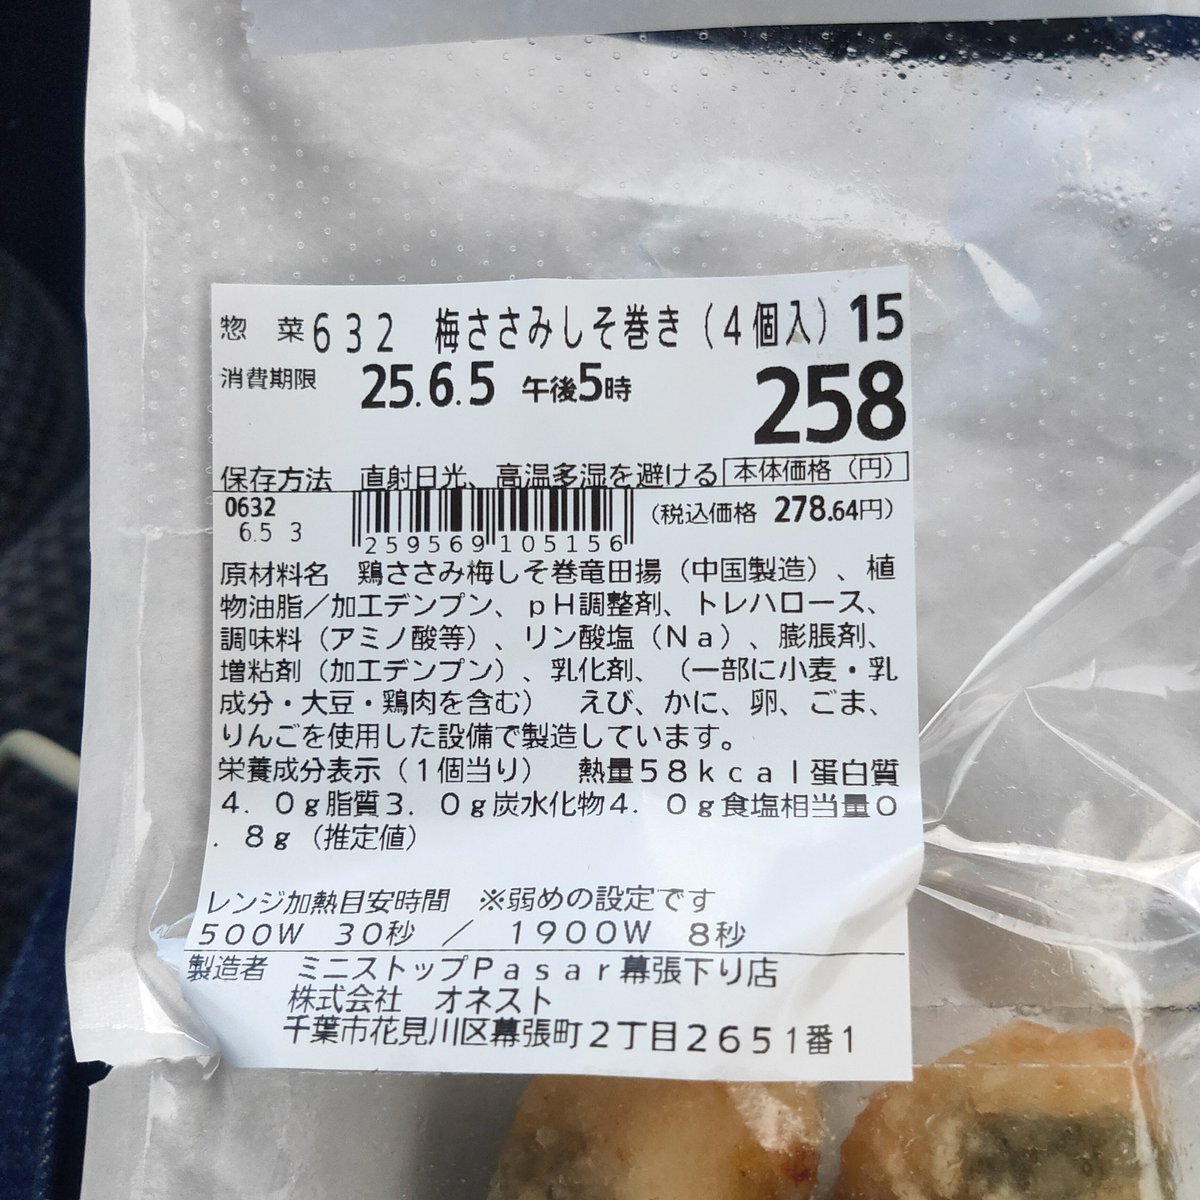 惣　菜632　梅ささみしそ巻き（4個入）15
消費期限　25.6.5　午後5時
258
保存方法　直射日光、高温多湿を避ける　本体価格（円）
0632　（税込価格　278.64円）
6.5　3
259569105156
原材料名　鶏ささみ梅しそ巻竜田揚（中国製造）、植
物油脂／加工デンプン、ｐＨ調整剤、トレハロース、
調味料（アミノ酸等）、リン酸塩（Ｎａ）、膨脹剤、
増粘剤（加工デンプン）、乳化剤、（一部に小麦・乳
成分・大豆・鶏肉を含む）　えび、かに、卵、ごま、
りんごを使用した設備で製造しています。
栄養成分表示（1個当り）　熱量58ｋｃａｌ蛋白質
4．0ｇ脂質3．0ｇ炭水化物4．0ｇ食塩相当量0
．8ｇ（推定値）
レンジ加熱目安時間　※弱めの設定です
500Ｗ　30秒　／　1900Ｗ　8秒
製造者　ミニストップＰａｓａｒ幕張下り店
株式会社　オネスト
千葉市花見川区幕張町2丁目2651番1